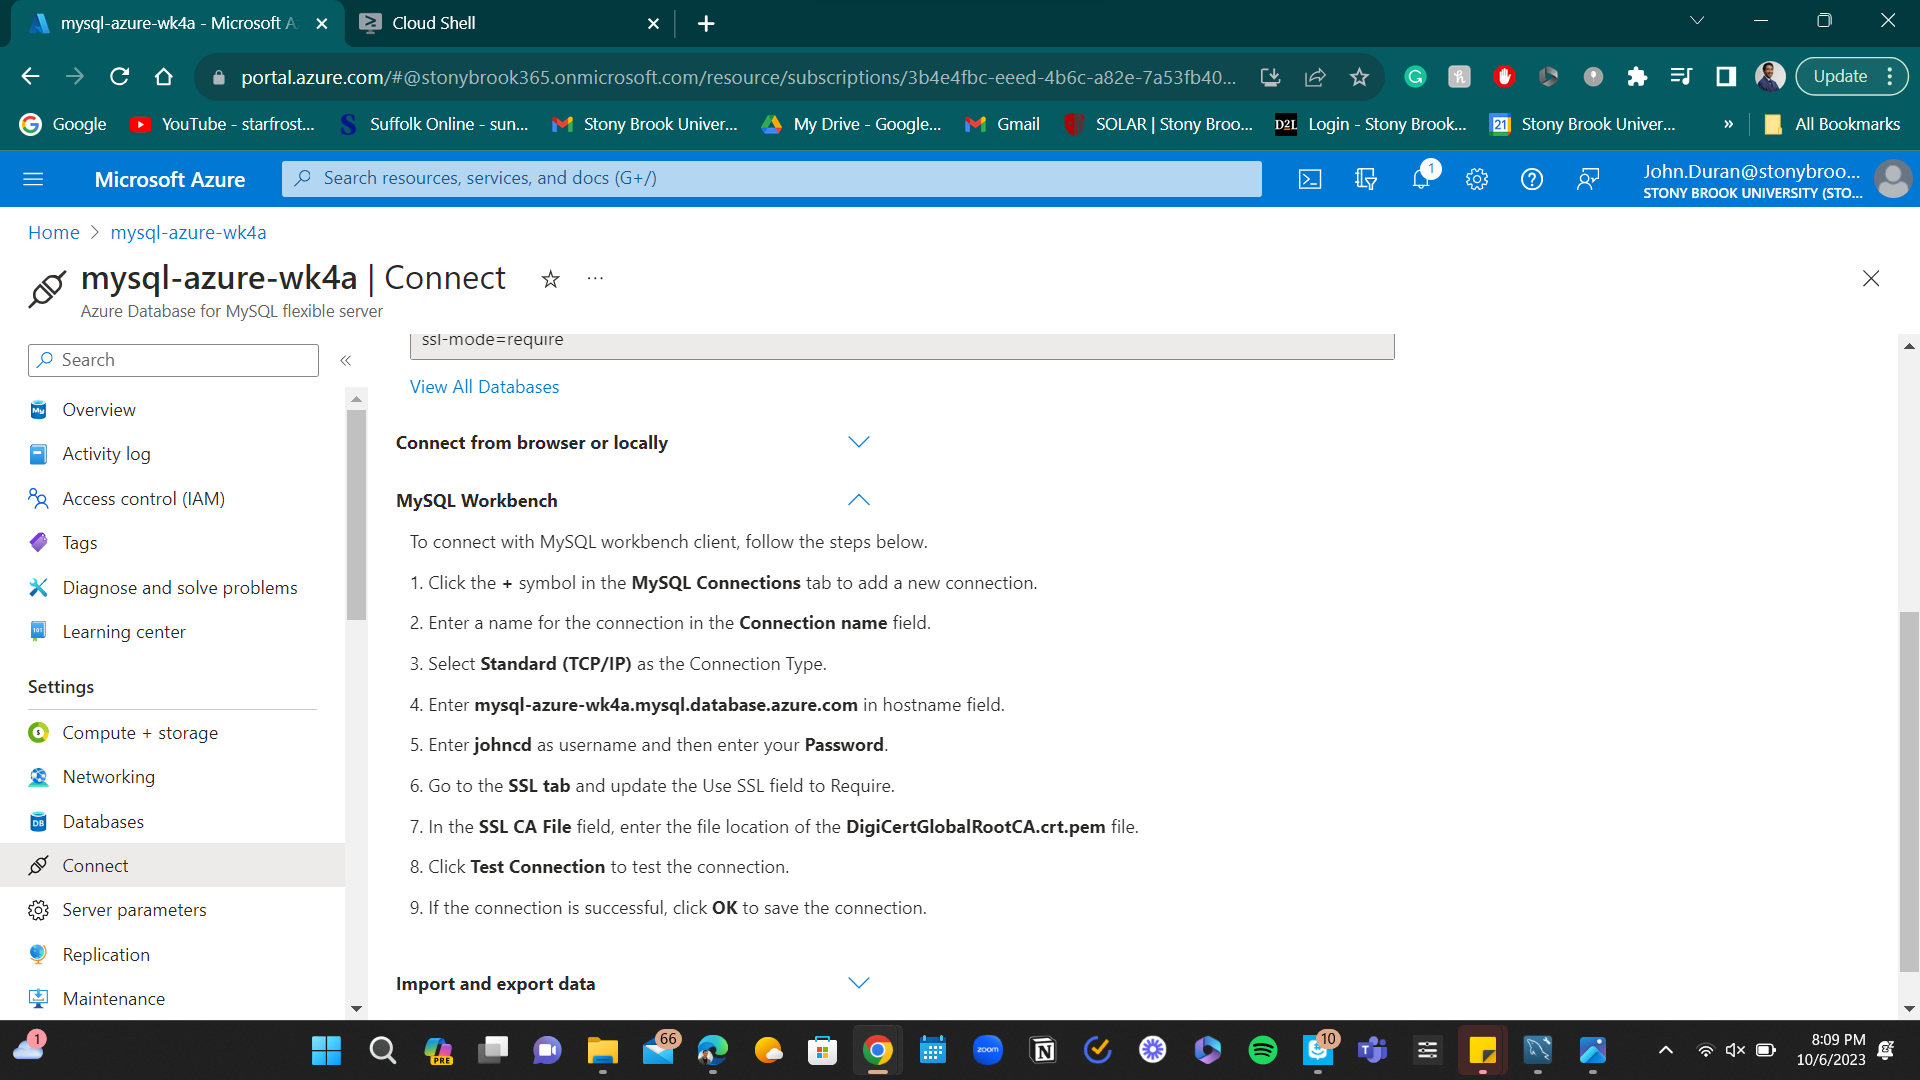 mysql-azure-wk4a - Microsoft A
Cloud Shell
portal.azure.com/#@stonybrook365.onmicrosoft.com/resource/subscriptions/3b4e4fbc-eeed-4b6c-a82e-7a53fb40...
Update
Google
YouTube - starfrost...
Suffolk Online - sun...
Stony Brook Univer...
My Drive - Google...
Gmail
SOLAR | Stony Broo...
D2L
Login - Stony Brook...
21
Stony Brook Univer...
»
All Bookmarks
Microsoft Azure
Search resources, services, and docs (G+/)
1
John.Duran@stonybroo...
STONY BROOK UNIVERSITY (STO...
Home > mysql-azure-wk4a
mysql-azure-wk4a | Connect
Azure Database for MySQL flexible server
Search
Overview
Activity log
Access control (IAM)
Tags
Diagnose and solve problems
Learning center
Settings
Compute + storage
Networking
Databases
Connect
Server parameters
Replication
Maintenance
ssl-mode=require
View All Databases
Connect from browser or locally
MySQL Workbench
To connect with MySQL workbench client, follow the steps below.
1. Click the + symbol in the MySQL Connections tab to add a new connection.
2. Enter a name for the connection in the Connection name field.
3. Select Standard (TCP/IP) as the Connection Type.
4. Enter mysql-azure-wk4a.mysql.database.azure.com in hostname field.
5. Enter johncd as username and then enter your Password.
6. Go to the SSL tab and update the Use SSL field to Require.
7. In the SSL CA File field, enter the file location of the DigiCertGlobalRootCA.crt.pem file.
8. Click Test Connection to test the connection.
9. If the connection is successful, click OK to save the connection.
Import and export data
1
PRE
66
zoom
10
8:09 PM
10/6/2023